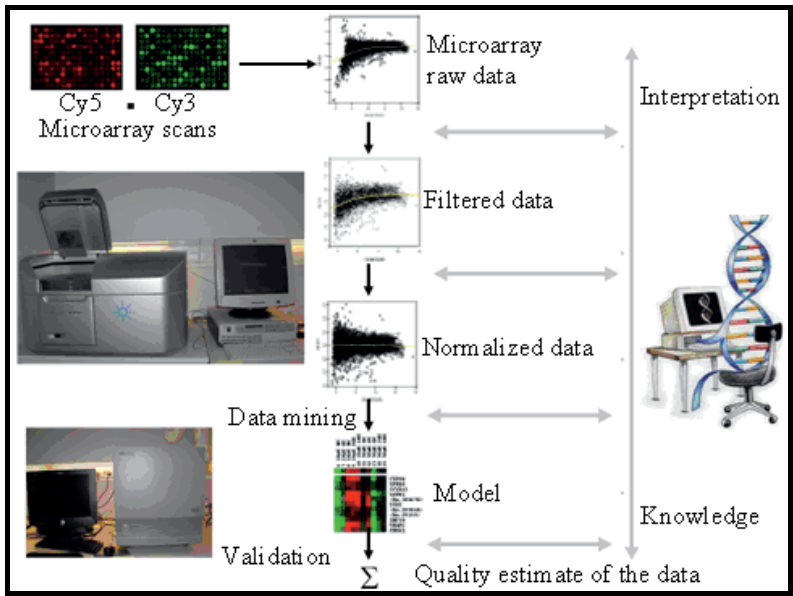 Cy5 ▪ Cy3
Microarray scans
Microarray
raw data
Interpretation
Filtered data
Normalized data
Data mining
Model
Knowledge
Validation
Σ Quality estimate of the data